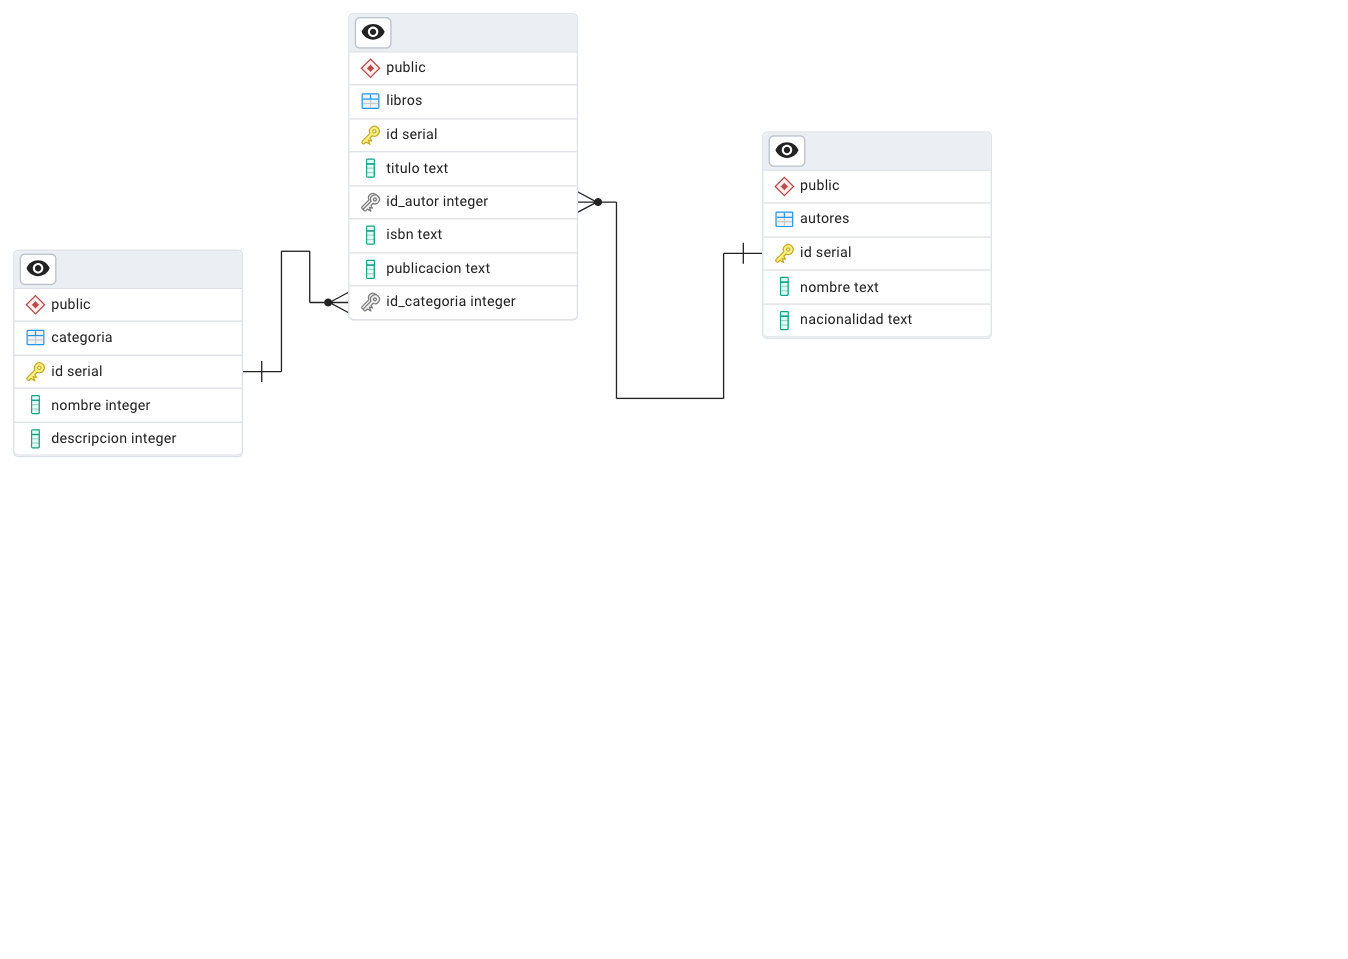 public
libros
id serial
titulo text
id_autor integer
isbn text
publicacion text
id_categoria integer
public
autores
id serial
nombre text
nacionalidad text
public
categoria
id serial
nombre integer
descripcion integer